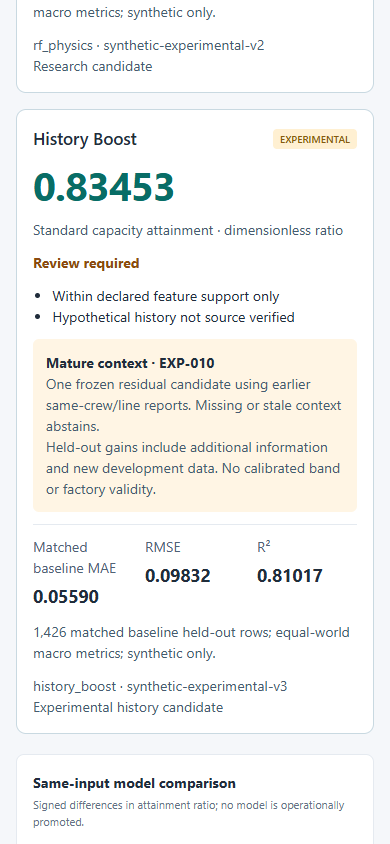 macro metrics; synthetic only.
rf_physics · synthetic-experimental-v2
Research candidate
History Boost
EXPERIMENTAL
0.83453
Standard capacity attainment · dimensionless ratio
Review required
• Within declared feature support only
• Hypothetical history not source verified
Mature context · EXP-010
One frozen residual candidate using earlier
same-crew/line reports. Missing or stale context
abstains.
Held-out gains include additional information
and new development data. No calibrated band
or factory validity.
Matched
baseline MAE
0.05590
RMSE
0.09832
R²
0.81017
1,426 matched baseline held-out rows; equal-world
macro metrics; synthetic only.
history_boost · synthetic-experimental-v3
Experimental history candidate
Same-input model comparison
Signed differences in attainment ratio; no model is operationally
promoted.